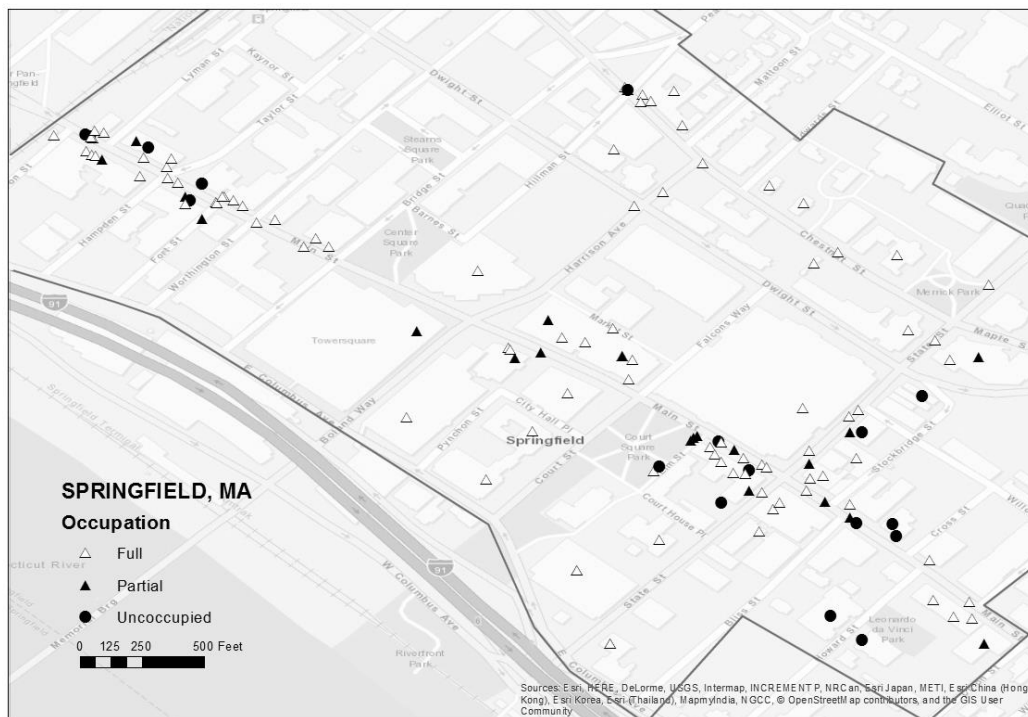 Lyman St
Kaynor St
Taylor St
Dwight St
Mattoon St
Elliot St
Stearns
Square
Park
Bridge St
Hillman St
Hampden St
Fort St
Worthington St
Barnes St
Center
Square
Park
Main St
Harrison Ave
Chestnut St
Dwight St
Merrick Park
91
Towersquare
Market St
Falcons Way
State St
Maple St
E Columbus Ave
Boland Way
Pynchon St
City Hall Pl
Springfield
Court St
Court
Square
Park
Main St
Stockbridge St
Court House Pl
Cross St
Springfield Terminal
SPRINGFIELD, MA
Occupation
Full
Partial
Uncoccupied
0 125 250 500 Feet
Memorial Brg
91
W Columbus Ave
State St
Bliss St
Howard St
Main St
Leonardo
da Vinci
Park
Riverfront
Park
E Columbus Ave
Sources: Esri, HERE, DeLorme, USGS, Intermap, INCREMENT P, NRCan, Esri Japan, METI, Esri China (Hong
Kong), Esri Korea, Esri (Thailand), MapmyIndia, NGCC, © OpenStreetMap contributors, and the GIS User
Community